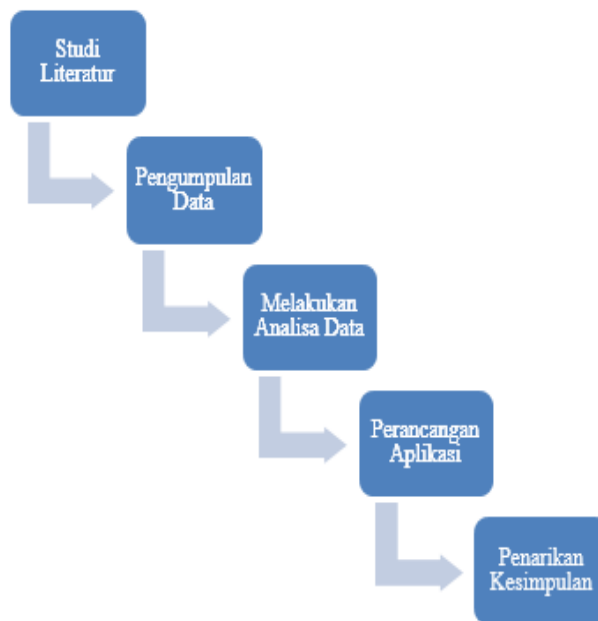 Studi
Literatur
Pengumpulan
Data
Melakukan
Analisa Data
Perancangan
Aplikasi
Penarikan
Kesimpulan